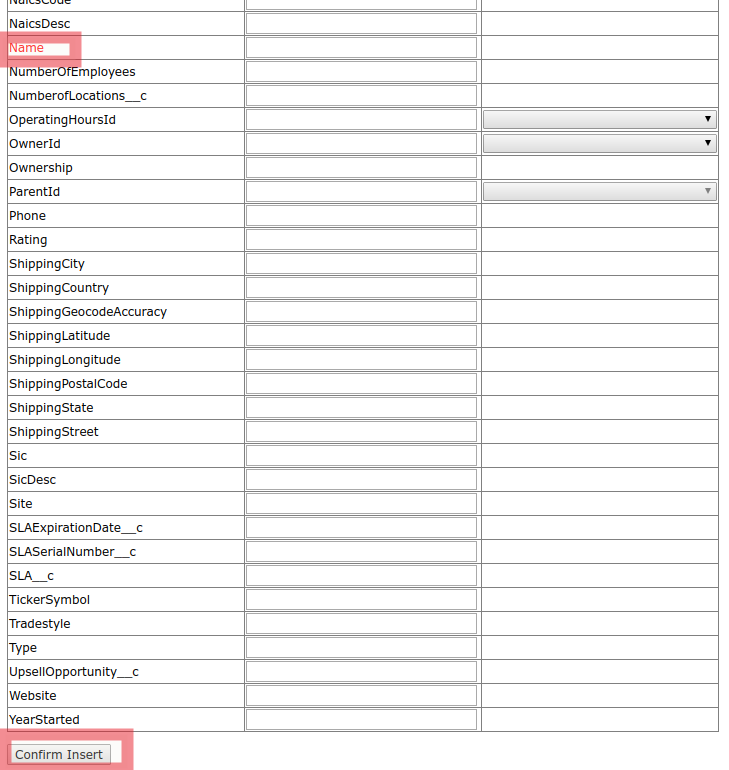 NaicsCode
NaicsDesc
Name
NumberOfEmployees
NumberofLocations__c
OperatingHoursId
OwnerId
Ownership
ParentId
Phone
Rating
ShippingCity
ShippingCountry
ShippingGeocodeAccuracy
ShippingLatitude
ShippingLongitude
ShippingPostalCode
ShippingState
ShippingStreet
Sic
SicDesc
Site
SLAExpirationDate__c
SLASerialNumber__c
SLA__c
TickerSymbol
Tradestyle
Type
UpsellOpportunity__c
Website
YearStarted
Confirm Insert